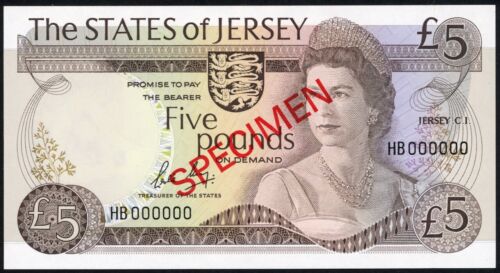 The STATES of JERSEY
£5
PROMISE TO PAY
THE BEARER
JERSEY C.I.
Five
pounds
ON DEMAND
SPECIMEN
HB 000000
TREASURER OF THE STATES
HB 000000
£5
£5